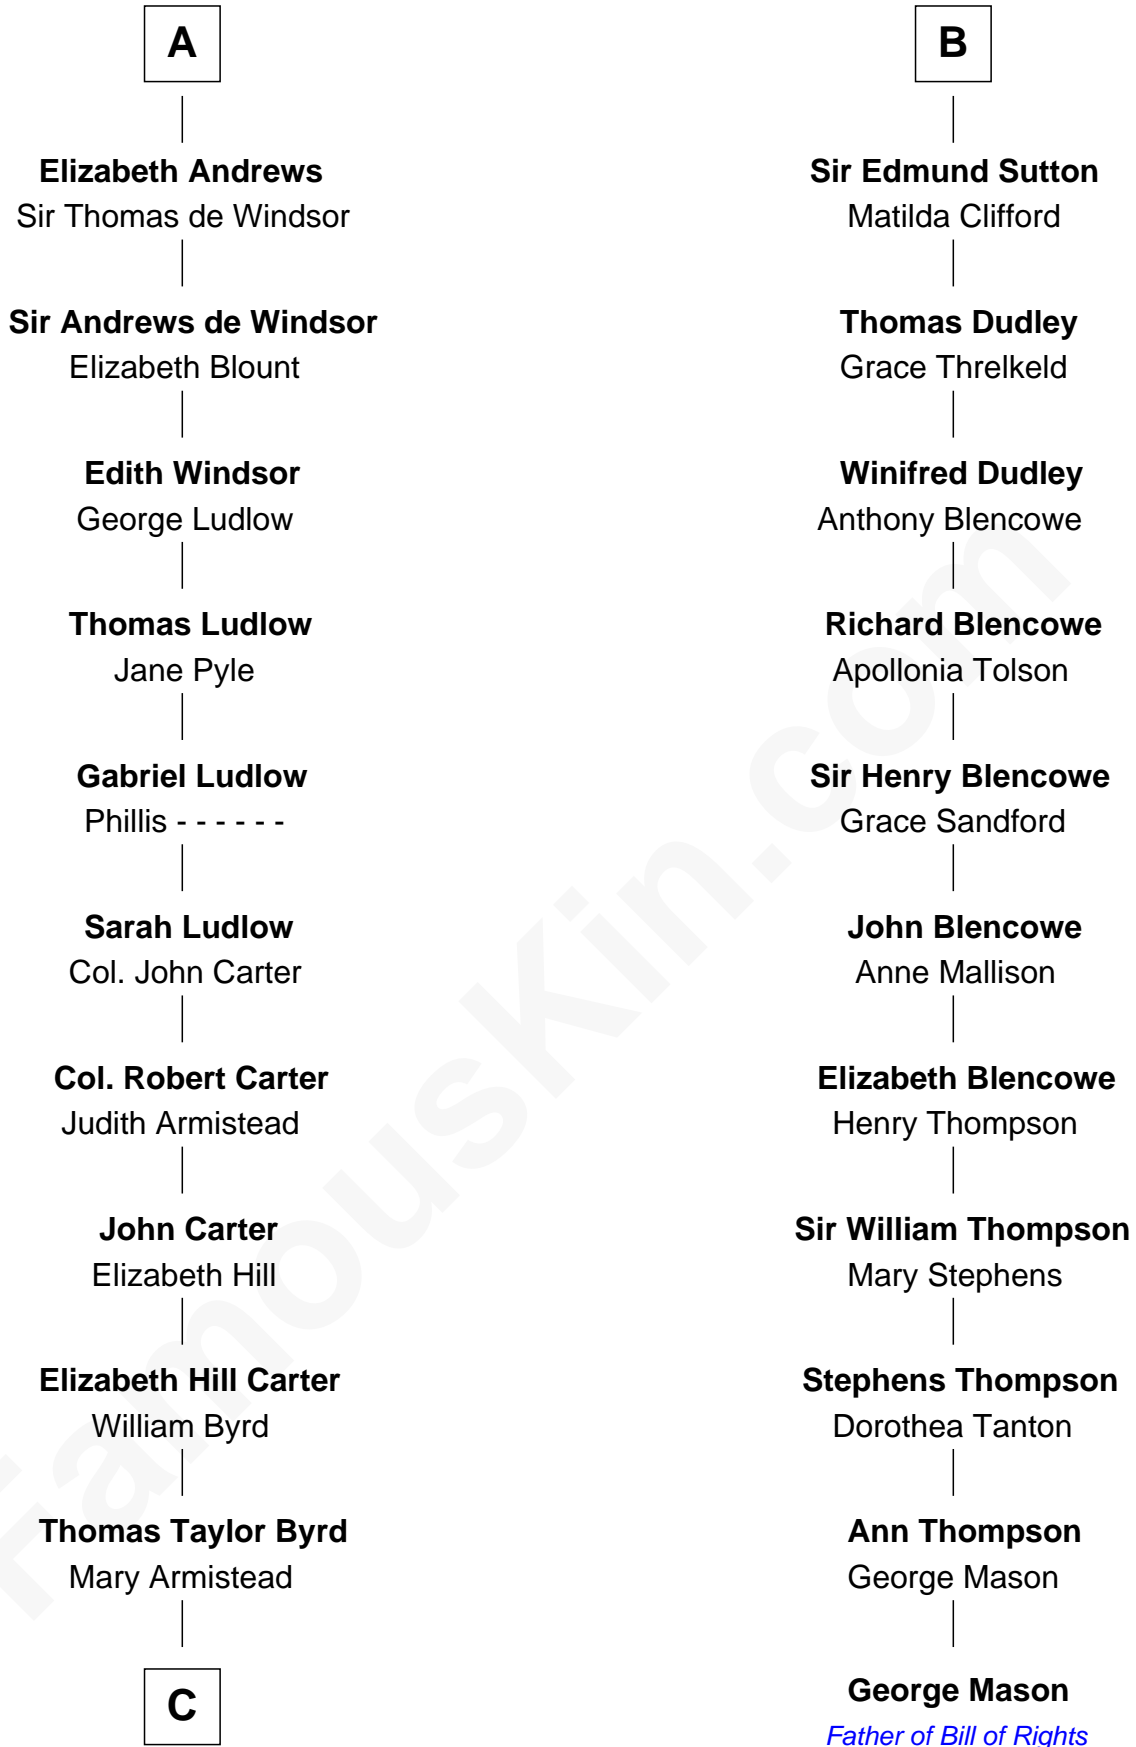 A
Elizabeth Andrews
Sir Thomas de Windsor
Sir Andrews de Windsor
Elizabeth Blount
Edith Windsor
George Ludlow
Thomas Ludlow
Jane Pyle
Gabriel Ludlow
Phillis - - - - - -
Sarah Ludlow
Col. John Carter
Col. Robert Carter
Judith Armistead
John Carter
Elizabeth Hill
Elizabeth Hill Carter
William Byrd
Thomas Taylor Byrd
Mary Armistead
C
B
Sir Edmund Sutton
Matilda Clifford
Thomas Dudley
Grace Threlkeld
Winifred Dudley
Anthony Blencowe
Richard Blencowe
Apollonia Tolson
Sir Henry Blencowe
Grace Sandford
John Blencowe
Anne Mallison
Elizabeth Blencowe
Henry Thompson
Sir William Thompson
Mary Stephens
Stephens Thompson
Dorothea Tanton
Ann Thompson
George Mason
George Mason
Father of Bill of Rights
FamousKin.com